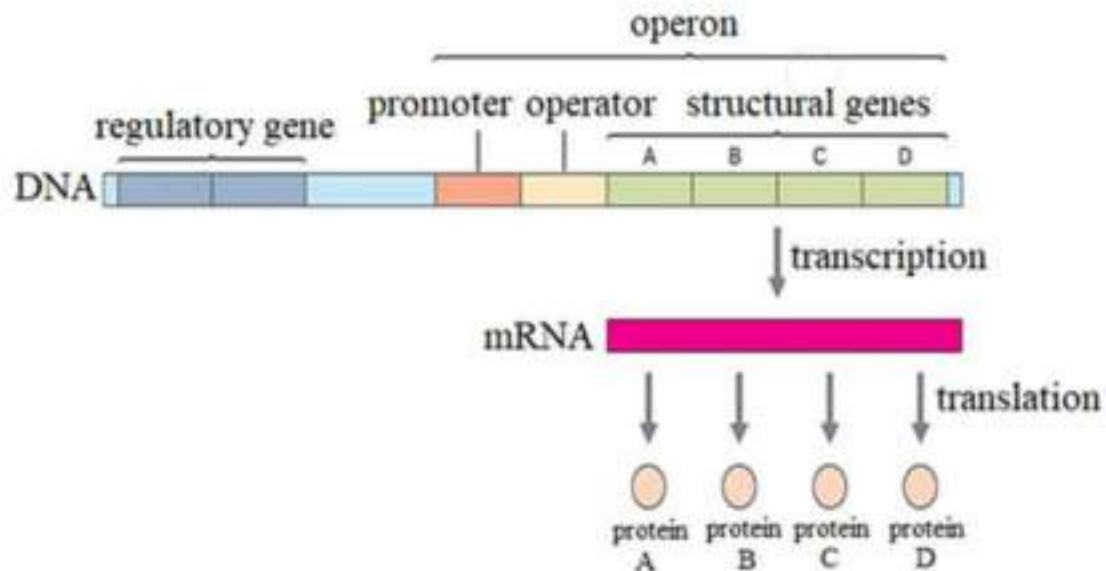 operon
promoter operator structural genes
regulatory gene
A B C D
DNA
transcription
mRNA
translation
protein A
protein B
protein C
protein D